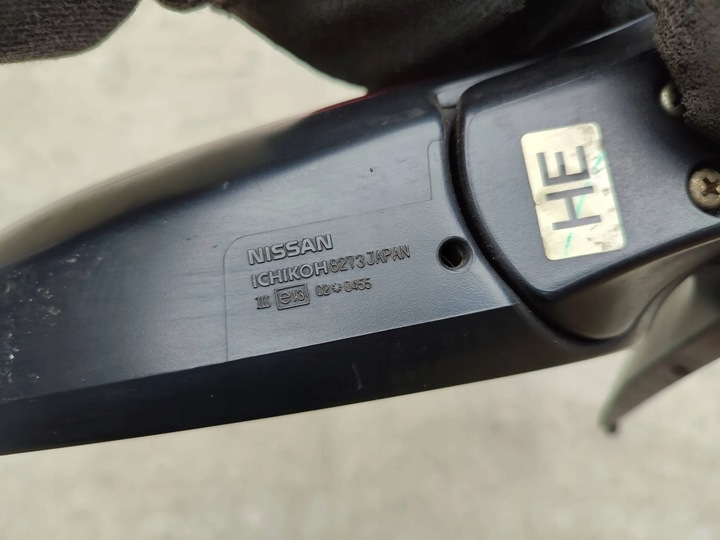 NISSAN
ICHIKOH 8273 JAPAN
III e13 02*0455
HE